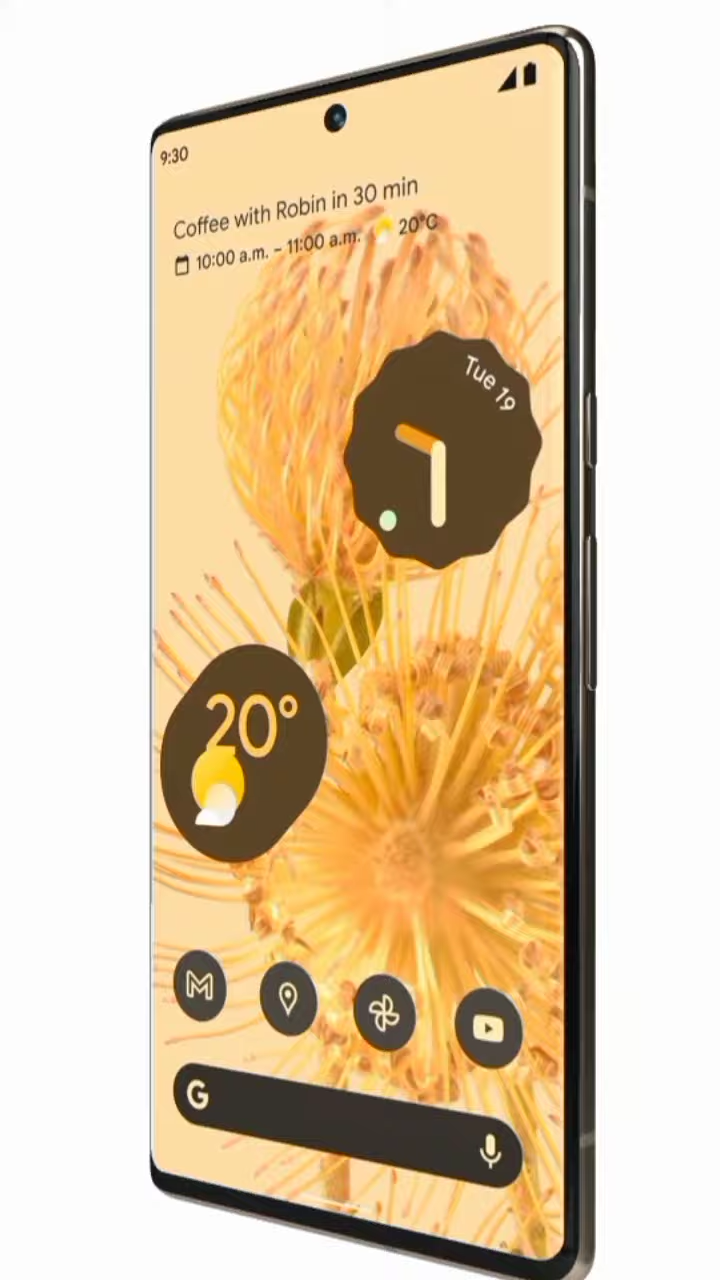 9:30
Coffee with Robin in 30 min
10:00 a.m. – 11:00 a.m. 20°C
Tue 19
20°
G